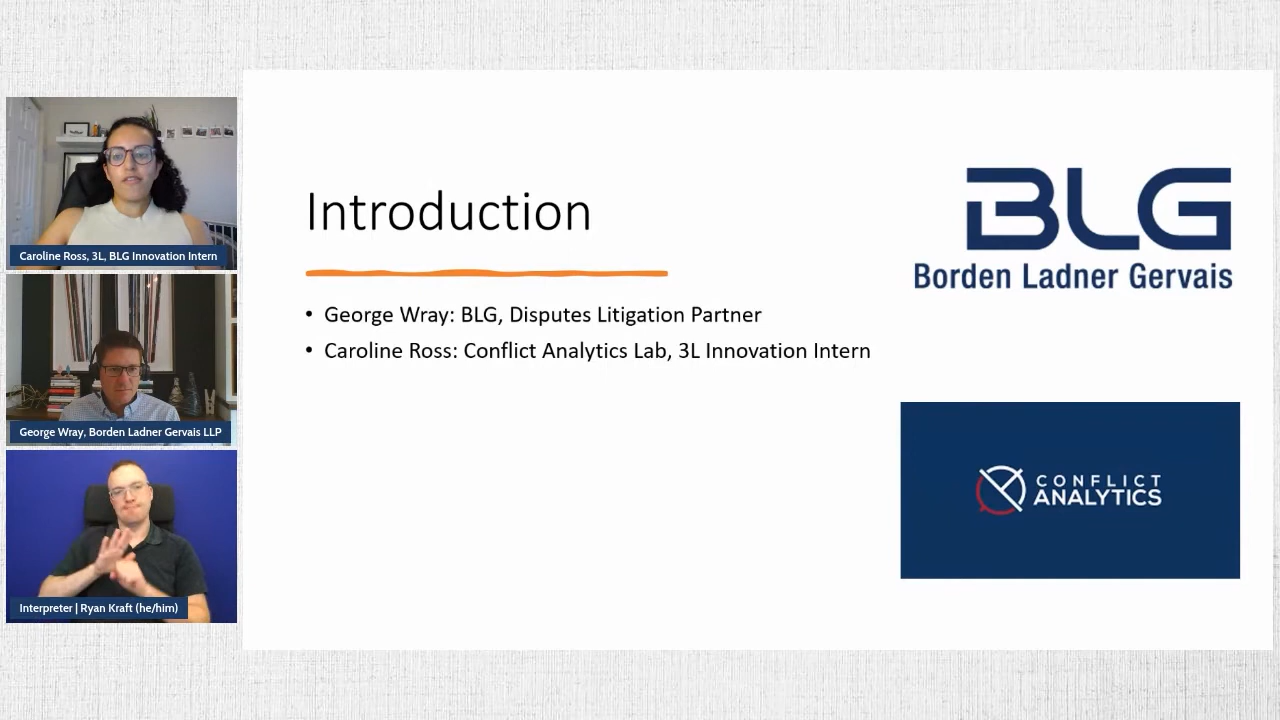 Caroline Ross, 3L, BLG Innovation Intern
George Wray, Borden Ladner Gervais LLP
Interpreter | Ryan Kraft (he/him)
Introduction
• George Wray: BLG, Disputes Litigation Partner
• Caroline Ross: Conflict Analytics Lab, 3L Innovation Intern
BLG
Borden Ladner Gervais
CONFLICT
ANALYTICS